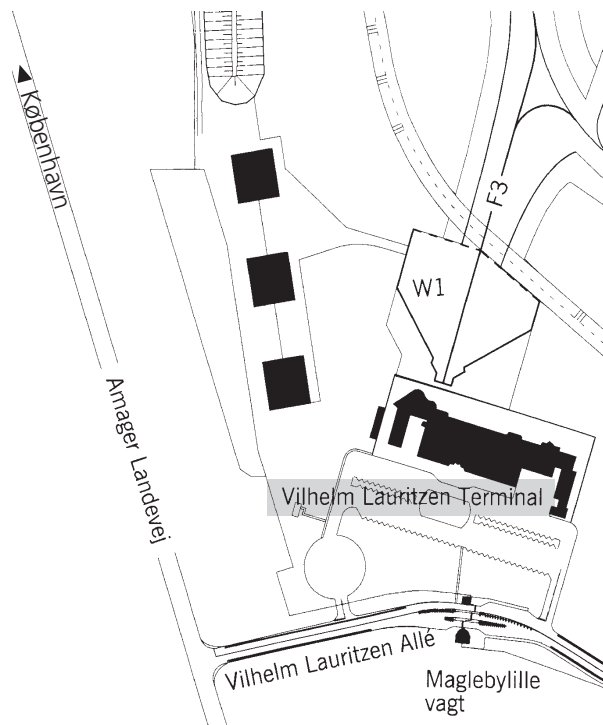 København
F3
W1
Amager Landevej
Vilhelm Lauritzen Terminal
Vilhelm Lauritzen Allé
Maglebylille
vagt